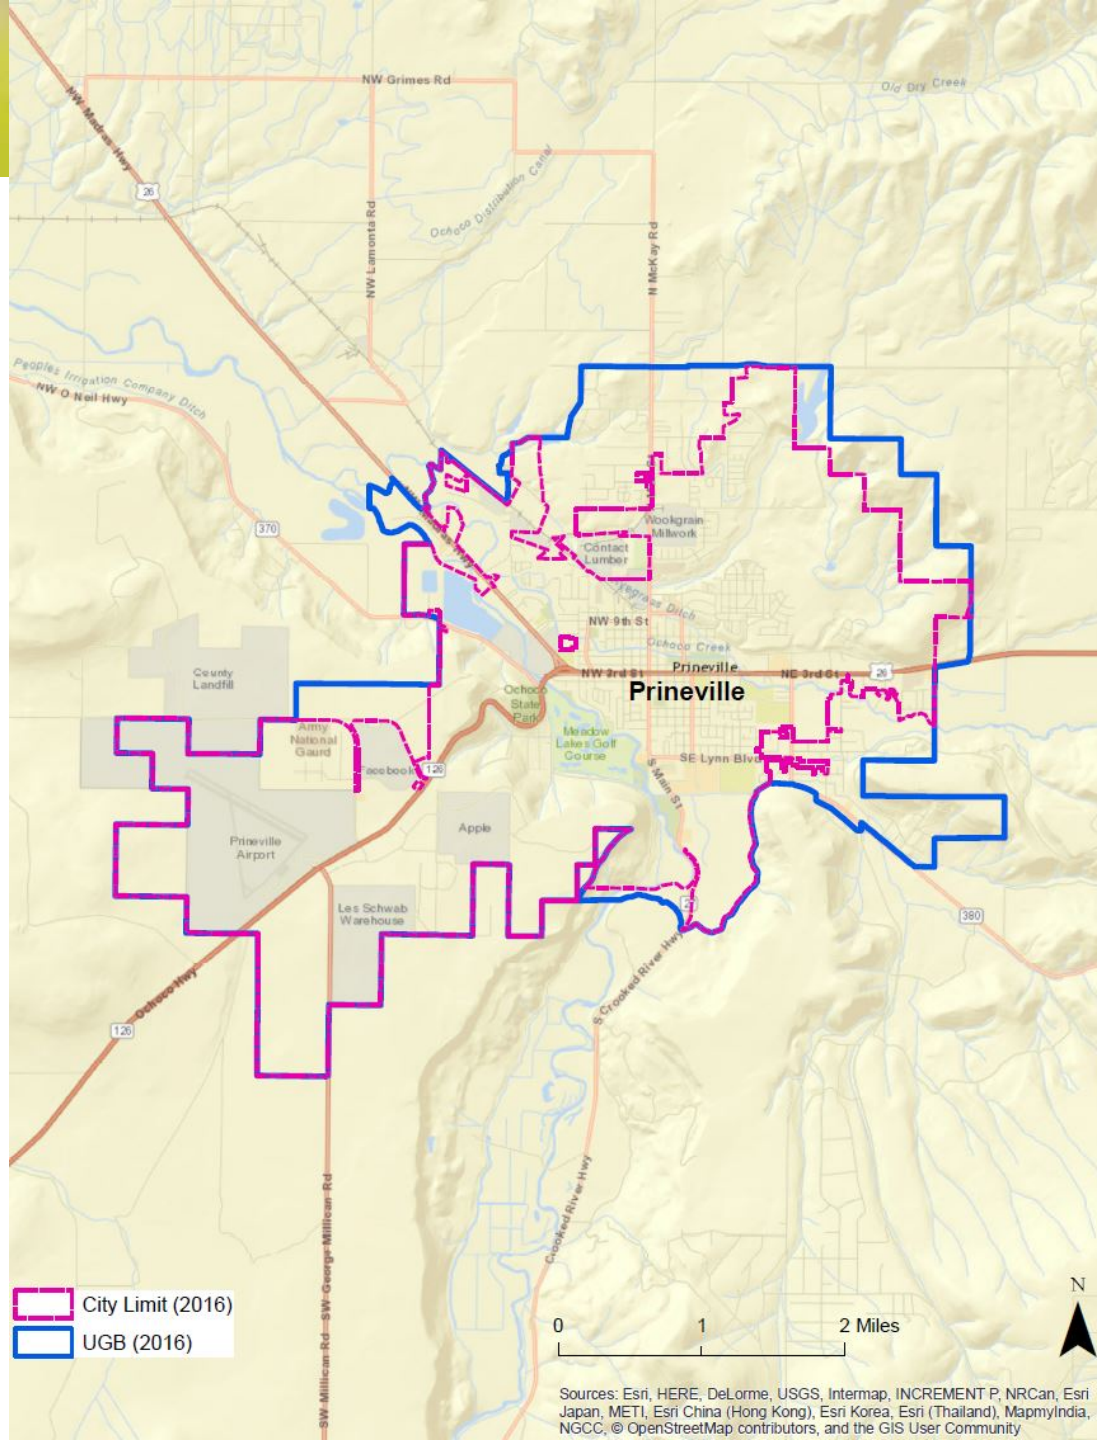 NW Grimes Rd
Old Dry Creek
NW Madras Hwy
26
Ochoco Distribution Canal
NW Lamonta Rd
N McKay Rd
Peoples Irrigation Company Ditch
NW O Neil Hwy
370
Wookgrain
Millwork
Contact
Lumber
Ditch
NW 9th St
Ochoco Creek
Prineville
NW 3rd St
NE 3rd St
26
Prineville
County
Landfill
Ochoco
State
Park
Army
National
Gaurd
Meadow
Lakes Golf
Course
SE Lynn Blvd
Facebook
126
S Main St
Apple
Prineville
Airport
Les Schwab
Warehouse
380
S Crooked River Hwy
Ochoco Hwy
126
Crooked River Hwy
SW George Millican Rd
SW Millican Rd
City Limit (2016)
UGB (2016)
N
0 1 2 Miles
Sources: Esri, HERE, DeLorme, USGS, Intermap, INCREMENT P, NRCan, Esri
Japan, METI, Esri China (Hong Kong), Esri Korea, Esri (Thailand), MapmyIndia,
NGCC, © OpenStreetMap contributors, and the GIS User Community